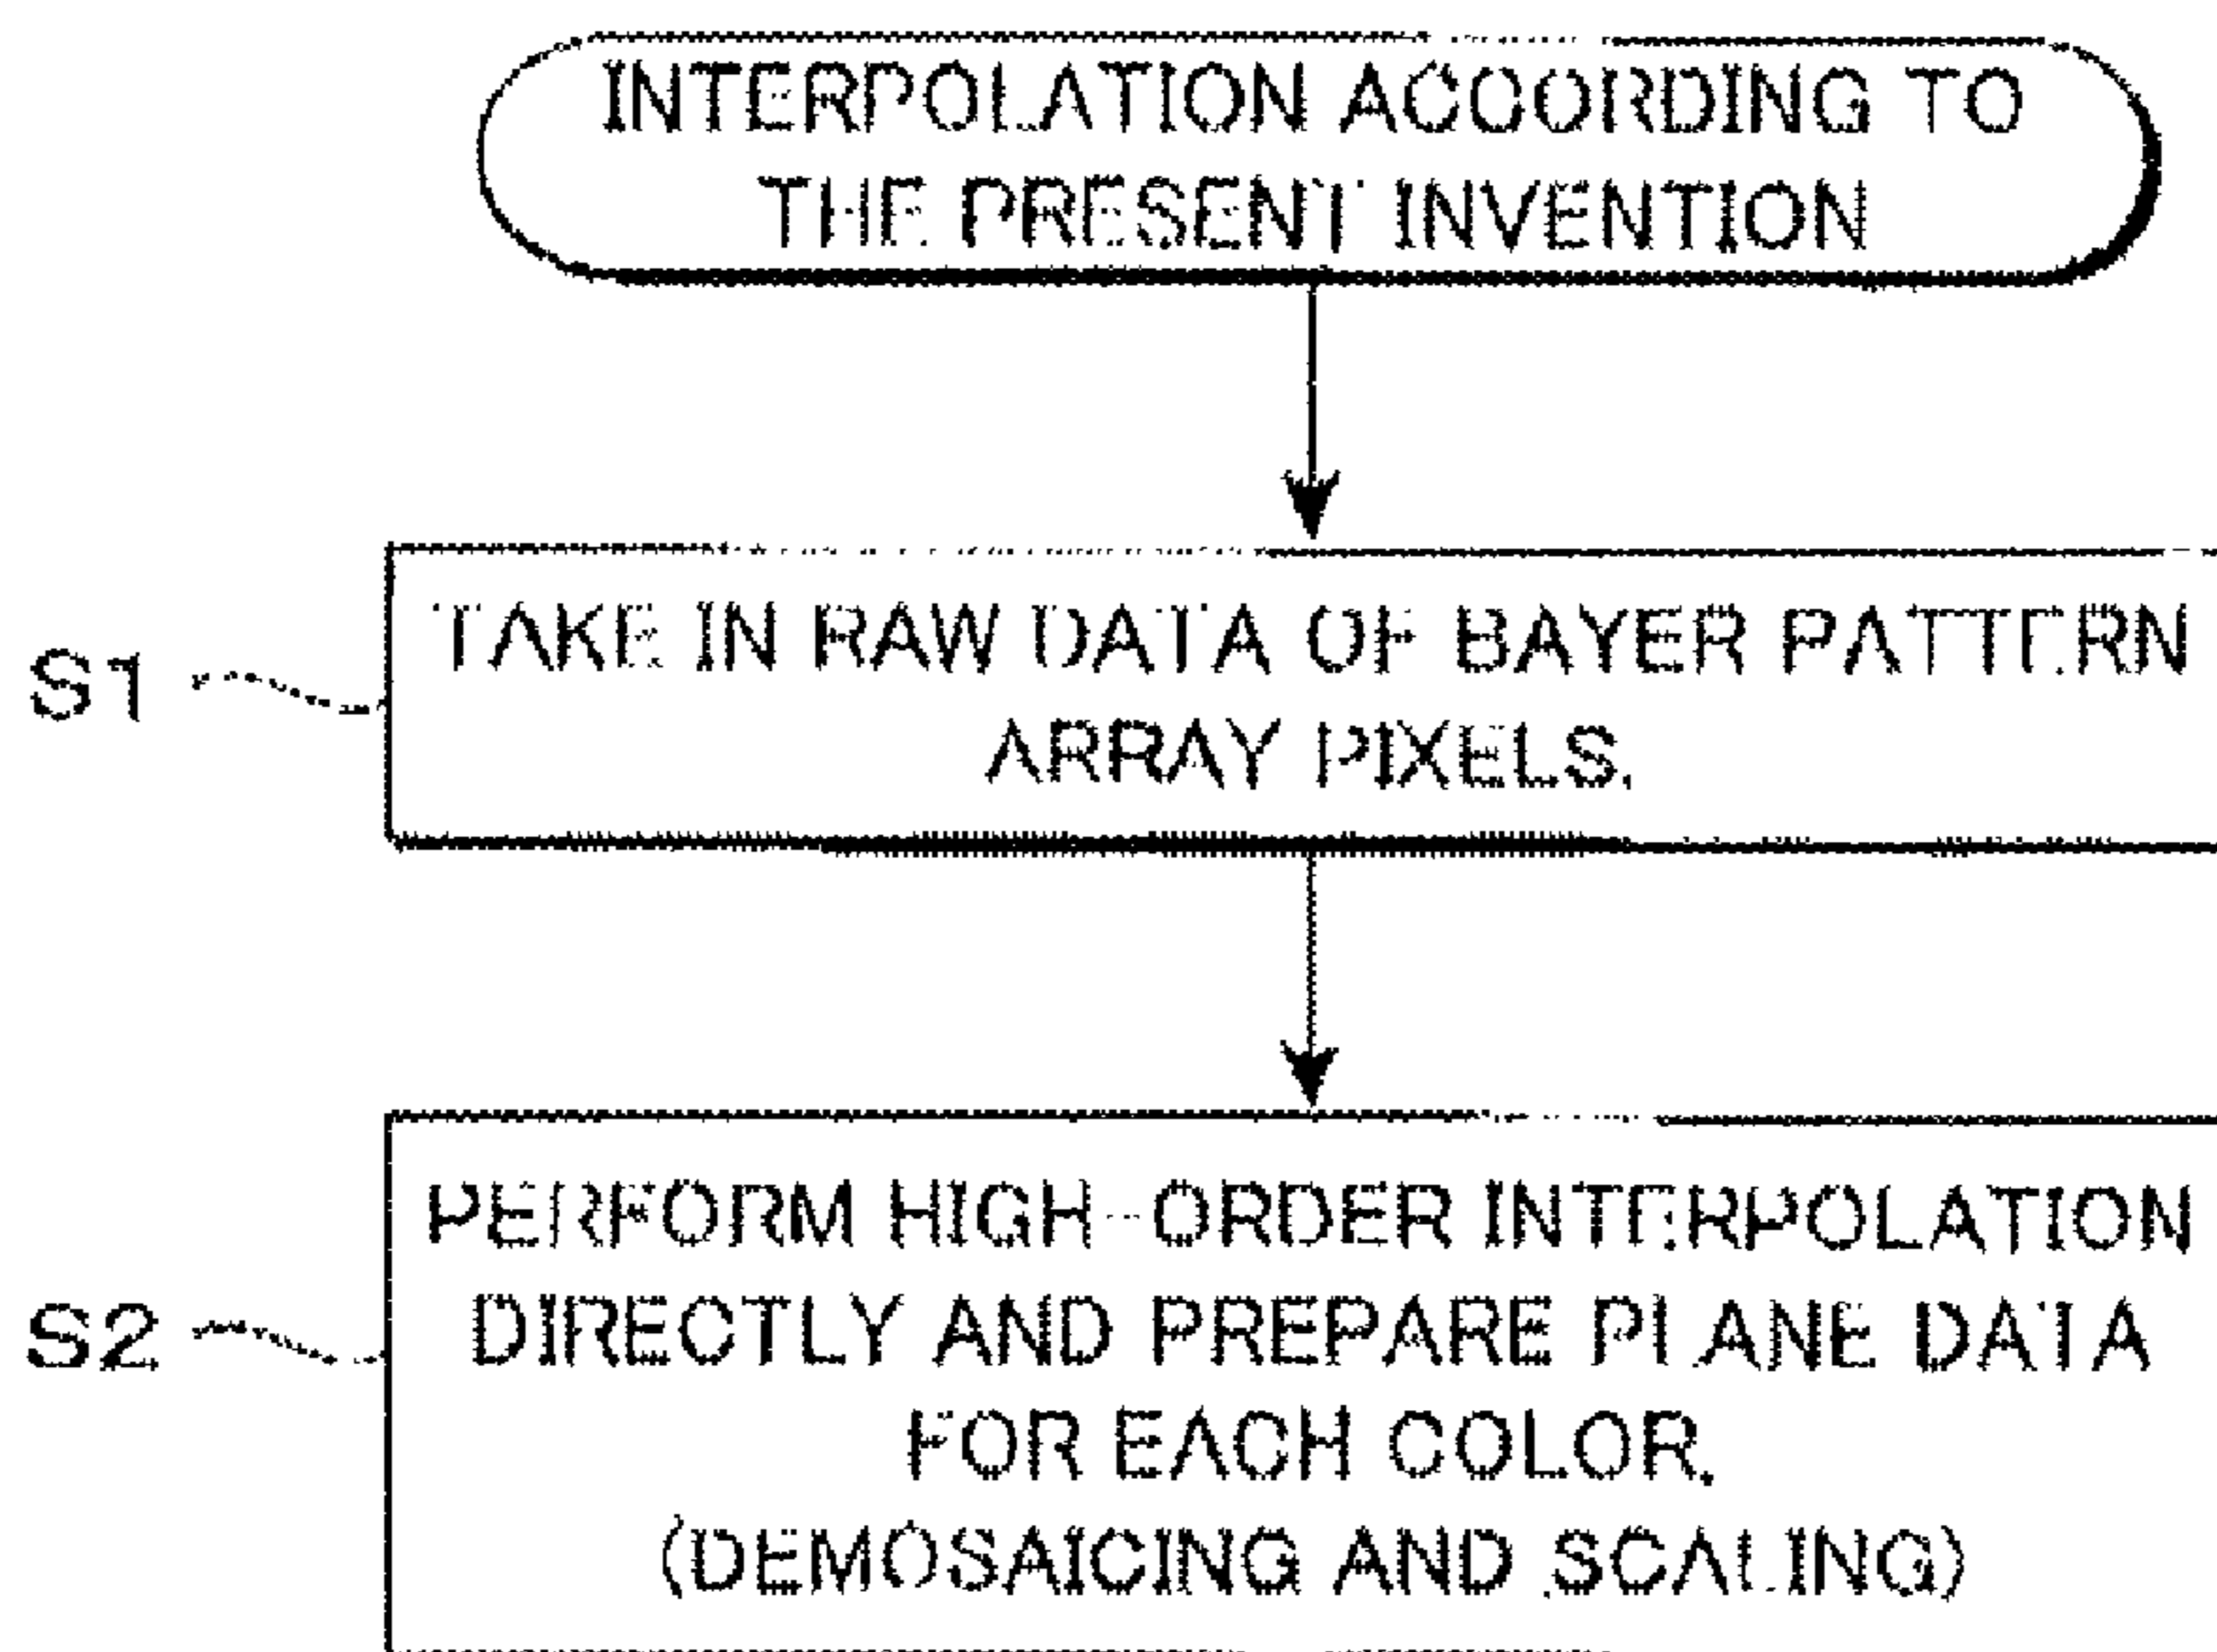 INTERPOLATION ACCORDING TO
THE PRESENT INVENTION
S1
TAKE IN RAW DATA OF BAYER PATTERN
ARRAY PIXELS.
S2
PERFORM HIGH-ORDER INTERPOLATION
DIRECTLY AND PREPARE PLANE DATA
FOR EACH COLOR.
(DEMOSAICING AND SCALING)